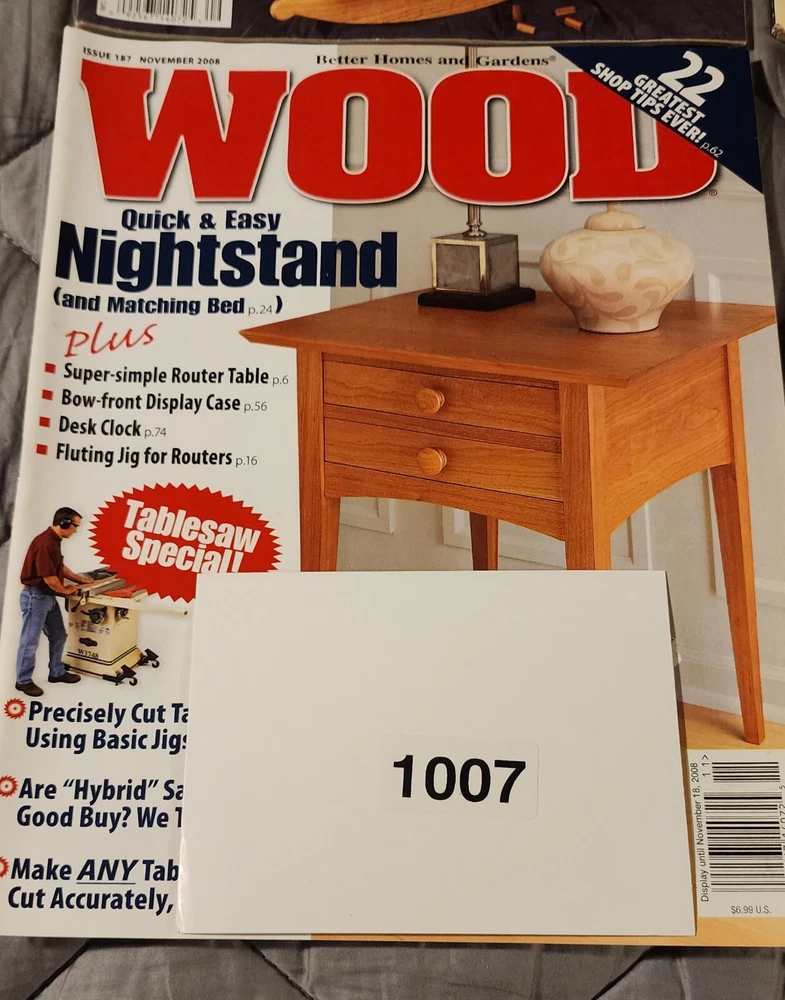 ISSUE 187 NOVEMBER 2008
Better Homes and Gardens®
WOOD®
22
GREATEST
SHOP TIPS EVER! p.62
Quick & Easy
Nightstand
(and Matching Bed p.24)
plus
Super-simple Router Table p.6
Bow-front Display Case p.56
Desk Clock p.74
Fluting Jig for Routers p.16
Tablesaw
Special!
W1748
Precisely Cut Ta
Using Basic Jigs
Are "Hybrid" Sa
Good Buy? We T
Make ANY Tab
Cut Accurately,
1007
Display until November 18, 2008
11>
$6.99 U.S.